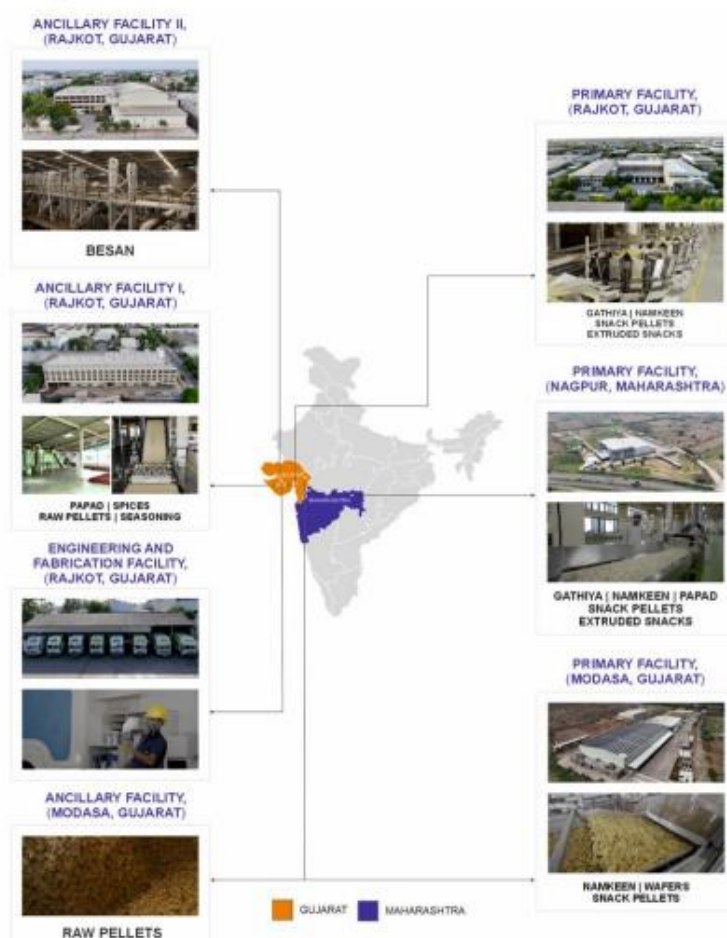 ANCILLARY FACILITY II,
(RAJKOT, GUJARAT)
BESAN
ANCILLARY FACILITY I,
(RAJKOT, GUJARAT)
PAPAD | SPICES
RAW PELLETS | SEASONING
ENGINEERING AND
FABRICATION FACILITY,
(RAJKOT, GUJARAT)
ANCILLARY FACILITY,
(MODASA, GUJARAT)
RAW PELLETS
PRIMARY FACILITY,
(RAJKOT, GUJARAT)
GATHIYA | NAMKEEN
SNACK PELLETS
EXTRUDED SNACKS
PRIMARY FACILITY,
(NAGPUR, MAHARASHTRA)
GATHIYA | NAMKEEN | PAPAD
SNACK PELLETS
EXTRUDED SNACKS
PRIMARY FACILITY,
(MODASA, GUJARAT)
NAMKEEN | WAFERS
SNACK PELLETS
GUJARAT
MAHARASHTRA